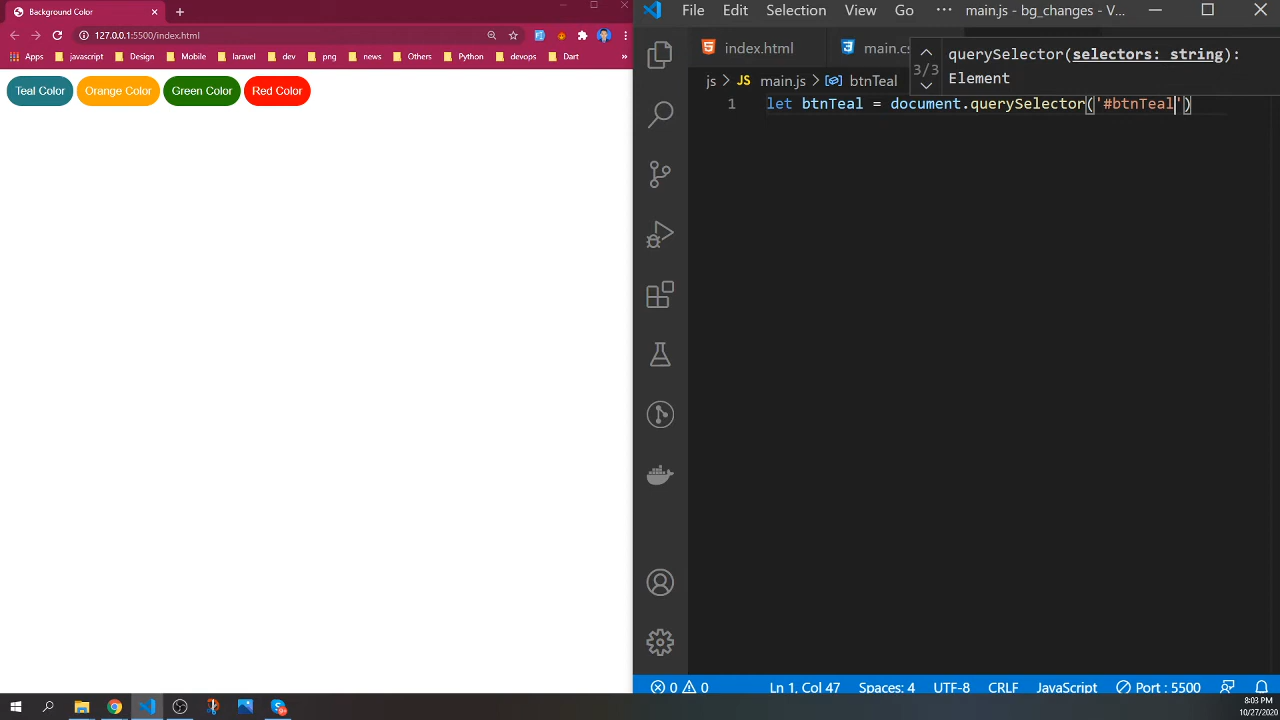 Background Color
127.0.0.1:5500/index.html
Apps javascript Design Mobile laravel dev png news Others Python devops Dart »
Teal Color Orange Color Green Color Red Color
File Edit Selection View Go ··· main.js - bg_changes - V...
index.html main.cs
3/3 querySelector(selectors: string): Element
js > JS main.js > btnTeal
1 let btnTeal = document.querySelector('#btnTeal')
0 0 Ln 1, Col 47 Spaces: 4 UTF-8 CRLF JavaScript Port : 5500
8:03 PM
10/27/2020